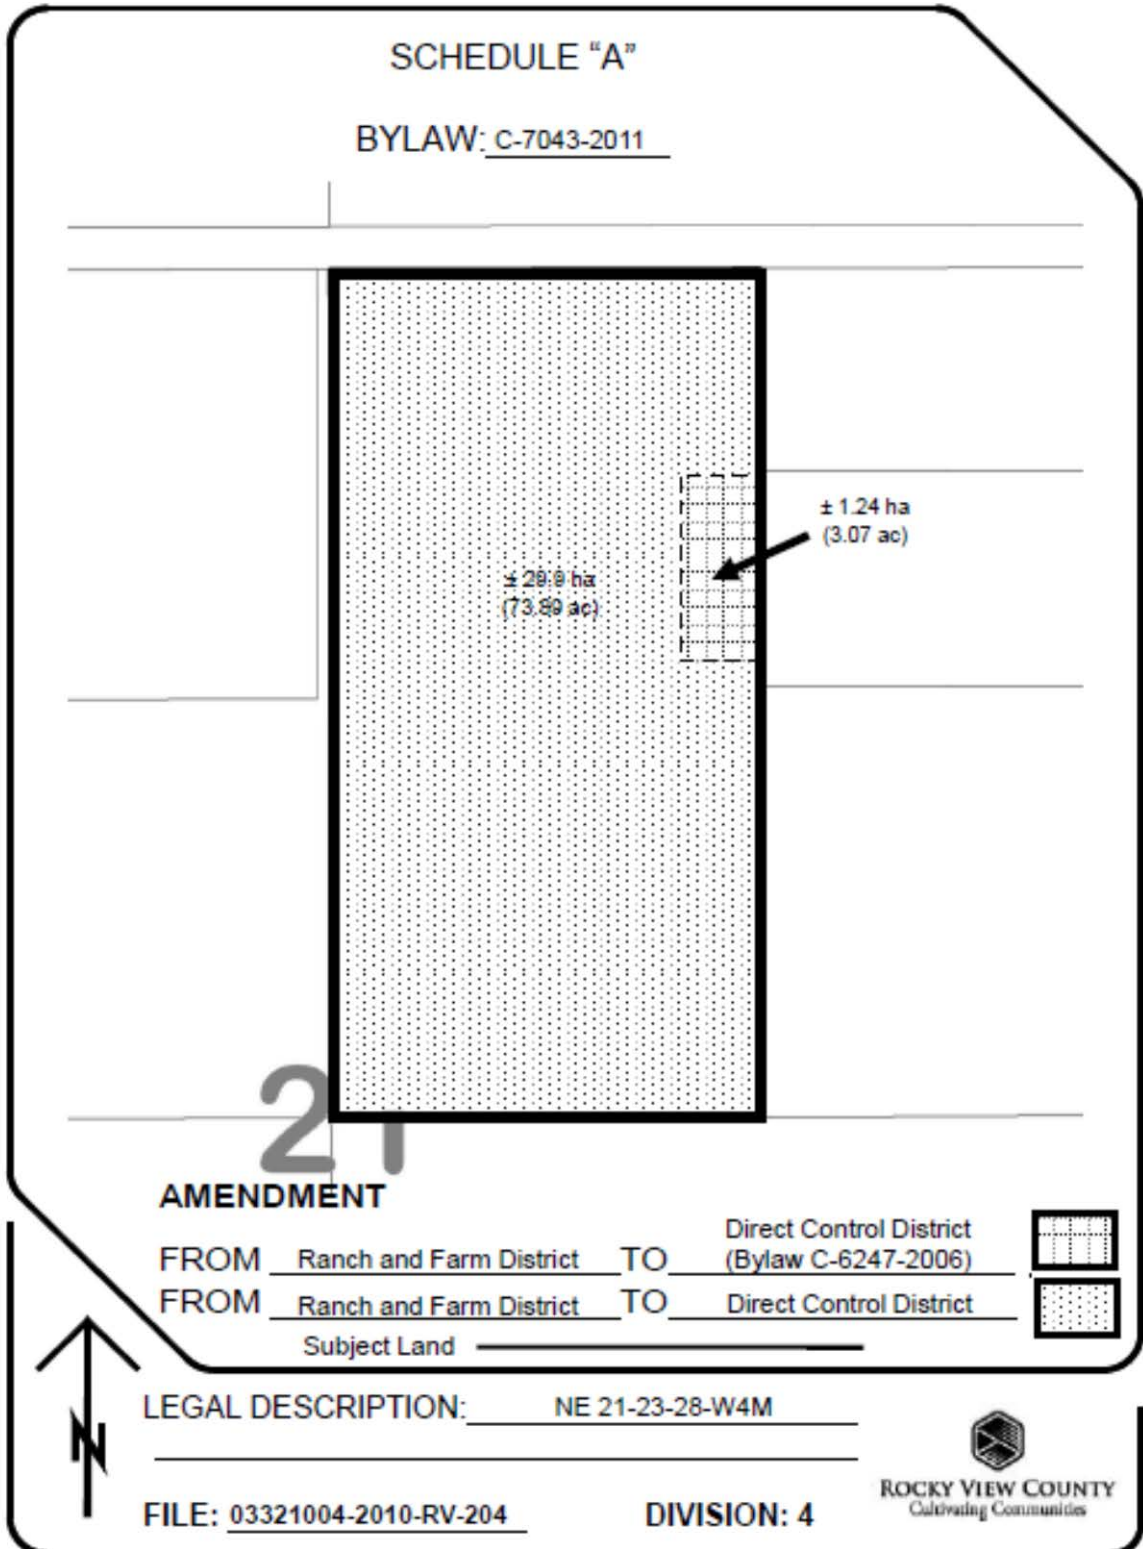 SCHEDULE “A”
BYLAW: C-7043-2011
± 1.24 ha
(3.07 ac)
± 29.9 ha
(73.89 ac)
21
AMENDMENT
Direct Control District
FROM Ranch and Farm District TO (Bylaw C-6247-2006)
FROM Ranch and Farm District TO Direct Control District
Subject Land
LEGAL DESCRIPTION: NE 21-23-28-W4M
N
ROCKY VIEW COUNTY
Cultivating Communities
FILE: 03321004-2010-RV-204 DIVISION: 4